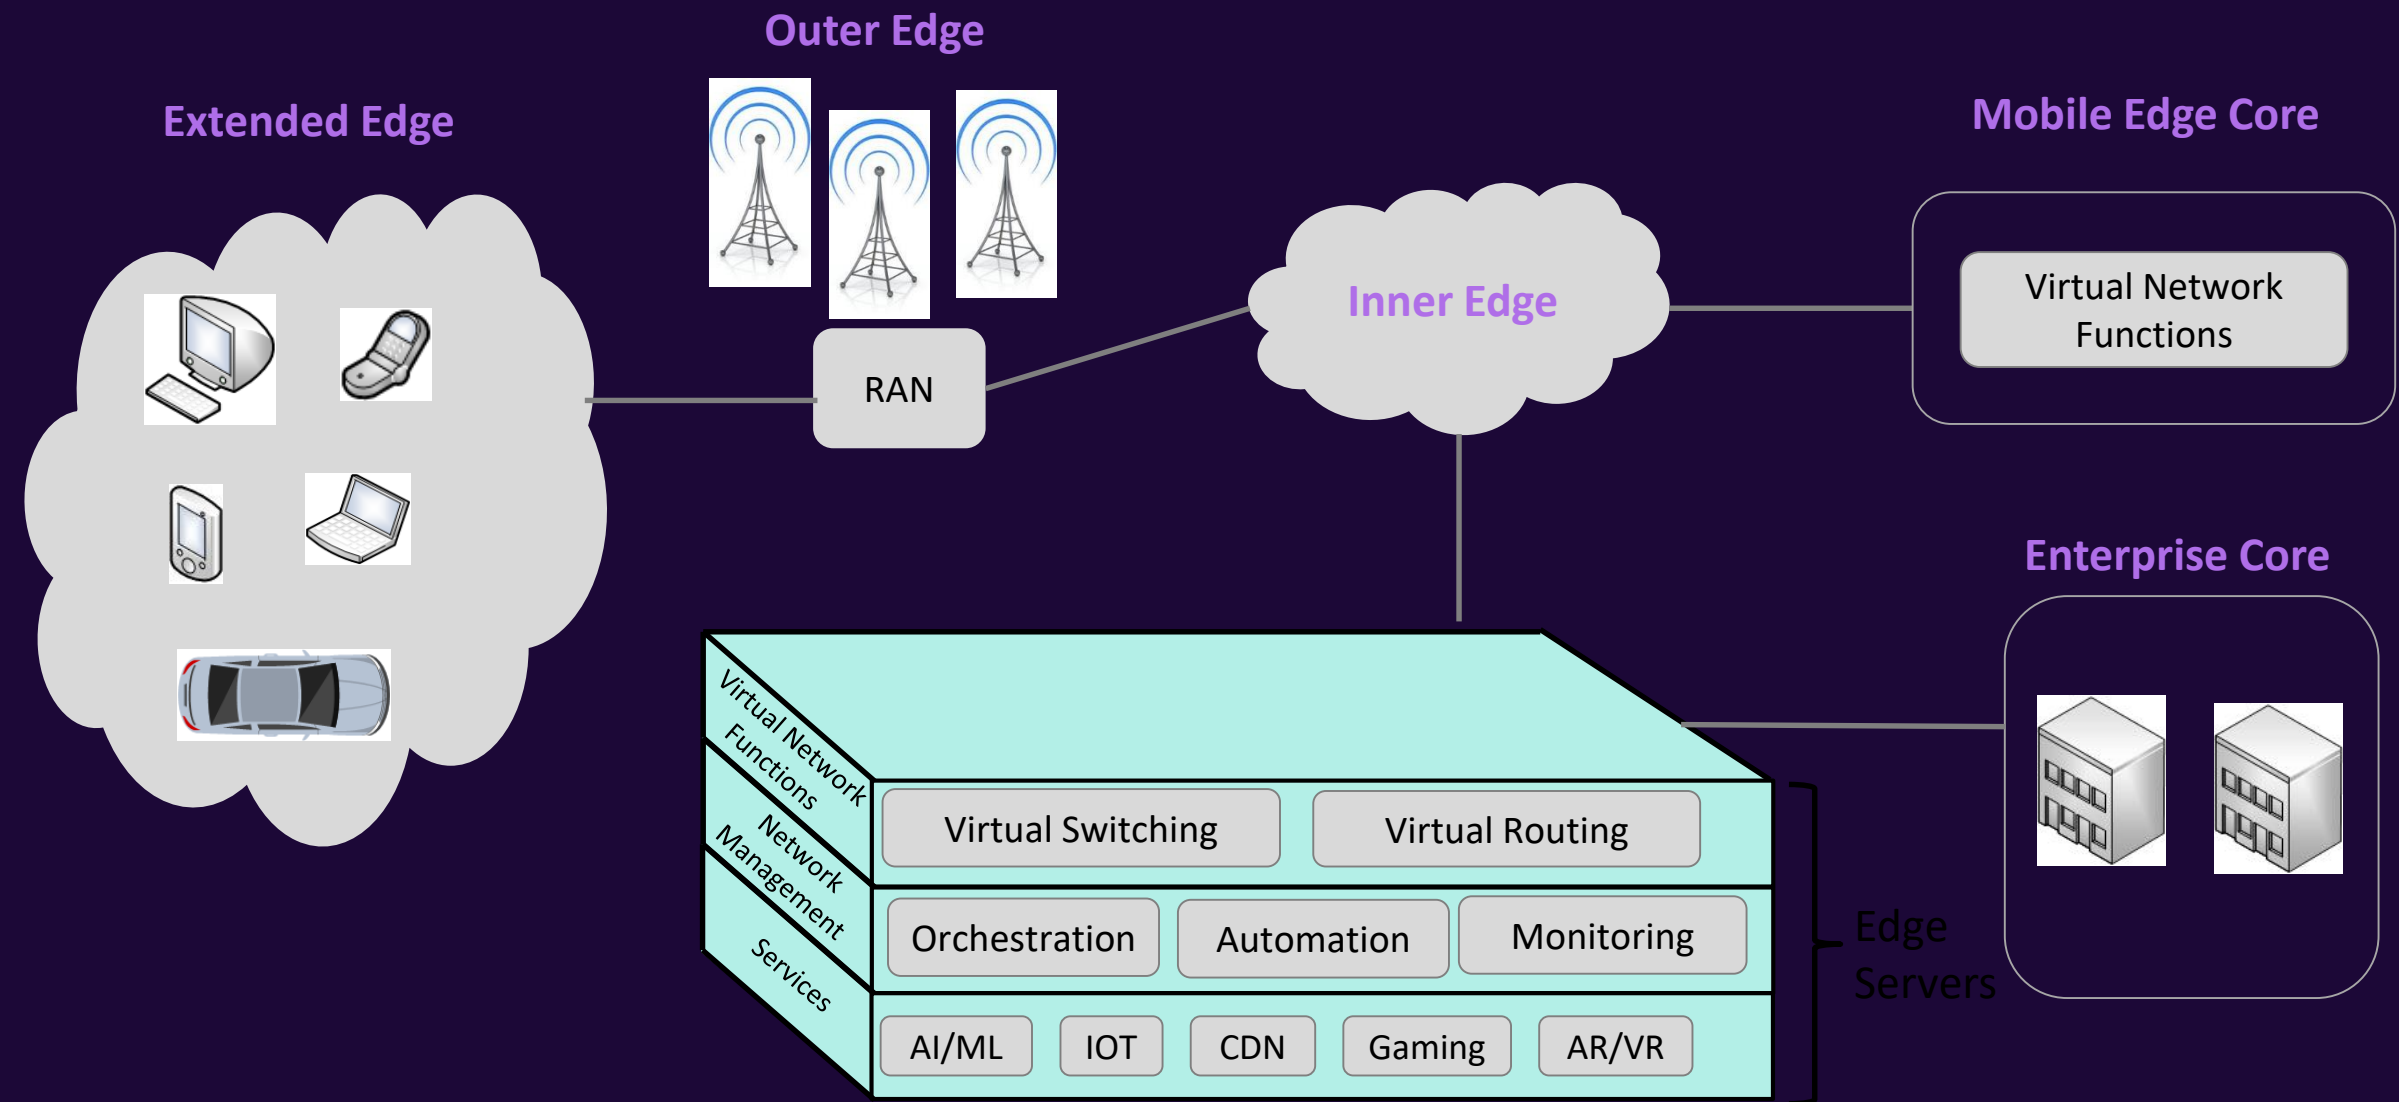 Outer Edge
Extended Edge
Mobile Edge Core
Virtual Network
Functions
Inner Edge
RAN
Enterprise Core
Virtual Network
Functions
Network
Management
Services
Virtual Switching
Virtual Routing
Orchestration
Automation
Monitoring
AI/ML
IOT
CDN
Gaming
AR/VR
Edge
Servers